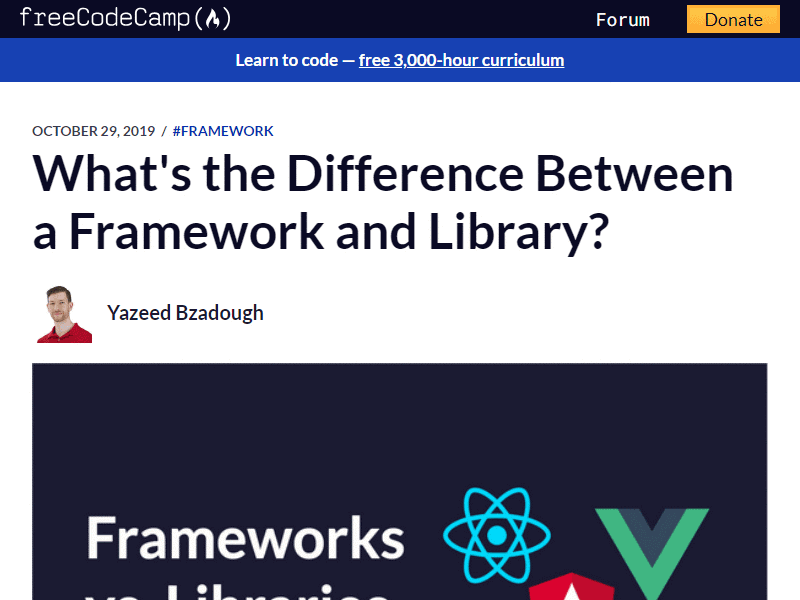 freeCodeCamp(🔥)
Forum
Donate
Learn to code — free 3,000-hour curriculum
OCTOBER 29, 2019 / #FRAMEWORK
What's the Difference Between
a Framework and Library?
Yazeed Bzadough
Frameworks
vs. Libraries